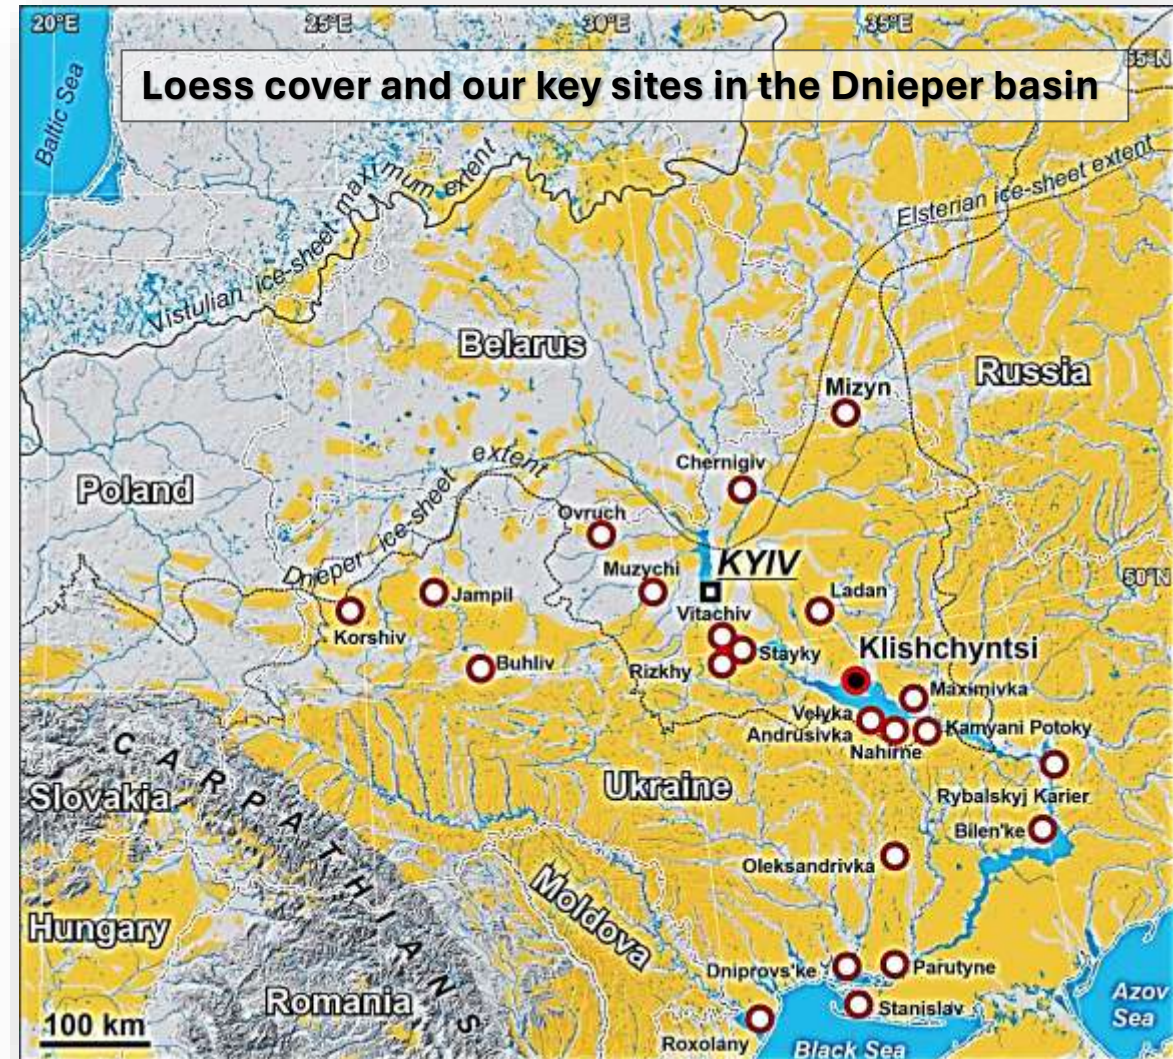 20°E
25°E
30°E
35°E
55°N
Loess cover and our key sites in the Dnieper basin
Baltic Sea
Vistulian ice-sheet maximum extent
Elsterian ice-sheet extent
Belarus
Russia
Mizyn
Poland
Chernigiv
Dnieper ice-sheet extent
Ovruch
KYIV
50°N
Muzychi
Jampil
Ladan
Korshiv
Vitachiv
Stayky
Klishchyntsi
Buhliv
Rizkhy
Maximivka
Velyka
Andrusivka
Kamyani Potoky
Nahirne
CARPATHIANS
Slovakia
Ukraine
Rybalskyj Karier
Bilen'ke
Oleksandrivka
Moldova
Hungary
Dniprovs'ke
Parutyne
Romania
Stanislav
Azov
Sea
100 km
Roxolany
Black Sea